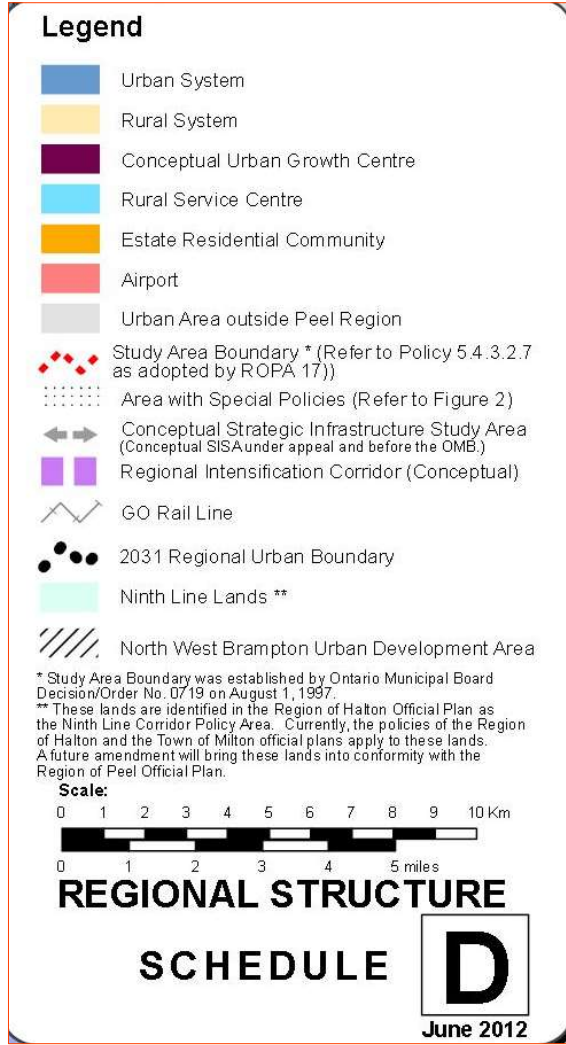 Legend
Urban System
Rural System
Conceptual Urban Growth Centre
Rural Service Centre
Estate Residential Community
Airport
Urban Area outside Peel Region
Study Area Boundary * (Refer to Policy 5.4.3.2.7
as adopted by ROPA 17))
Area with Special Policies (Refer to Figure 2)
Conceptual Strategic Infrastructure Study Area
(Conceptual SISA under appeal and before the OMB.)
Regional Intensification Corridor (Conceptual)
GO Rail Line
2031 Regional Urban Boundary
Ninth Line Lands **
North West Brampton Urban Development Area
* Study Area Boundary was established by Ontario Municipal Board
Decision/Order No. 0719 on August 1, 1997.
** These lands are identified in the Region of Halton Official Plan as
the Ninth Line Corridor Policy Area. Currently, the policies of the Region
of Halton and the Town of Milton official plans apply to these lands.
A future amendment will bring these lands into conformity with the
Region of Peel Official Plan.
Scale:
0 1 2 3 4 5 6 7 8 9 10 Km
0 1 2 3 4 5 miles
REGIONAL STRUCTURE
SCHEDULE D
June 2012